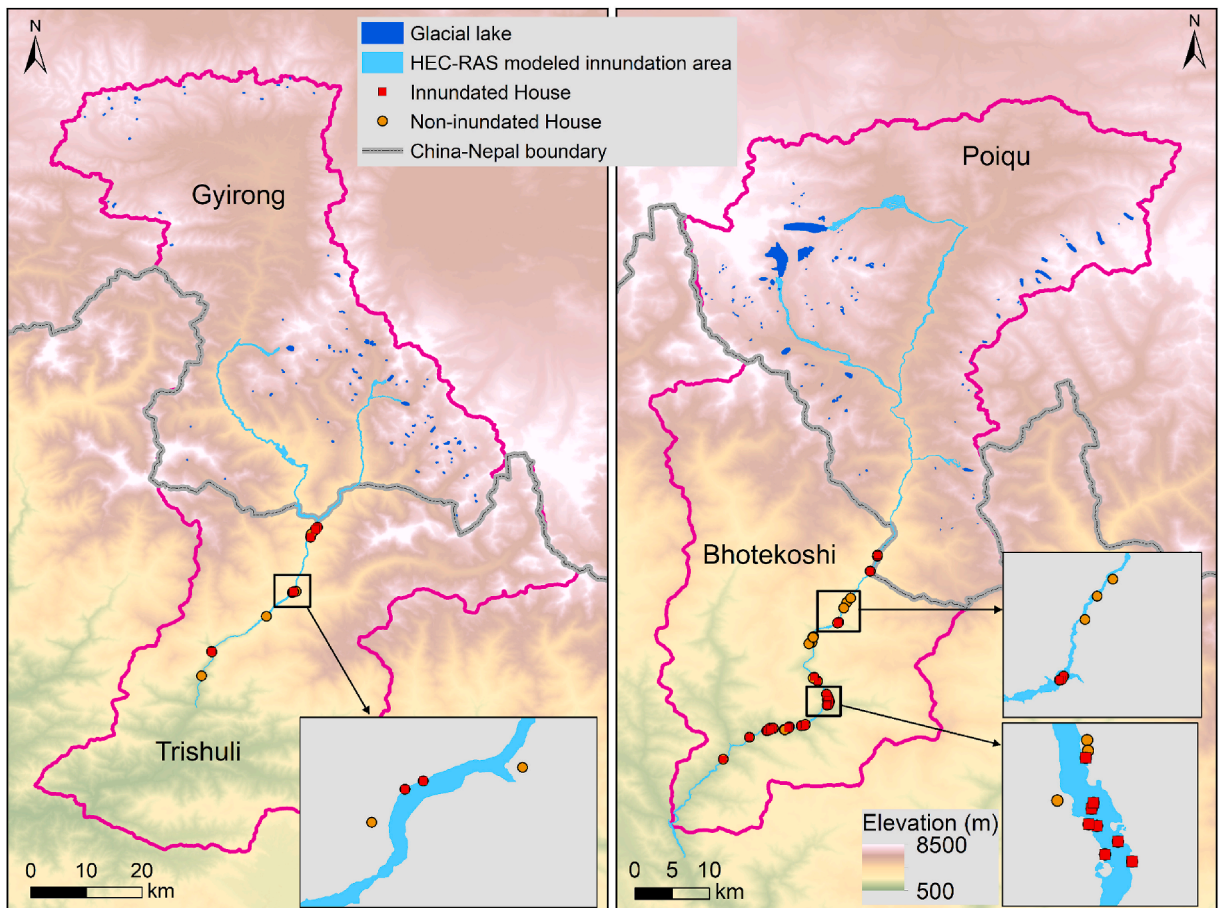 N
N
Glacial lake
HEC-RAS modeled innundation area
Innundated House
Non-inundated House
China-Nepal boundary
Gyirong
Poiqu
Bhotekoshi
Trishuli
0 10 20
km
0 5 10
km
Elevation (m)
8500
500